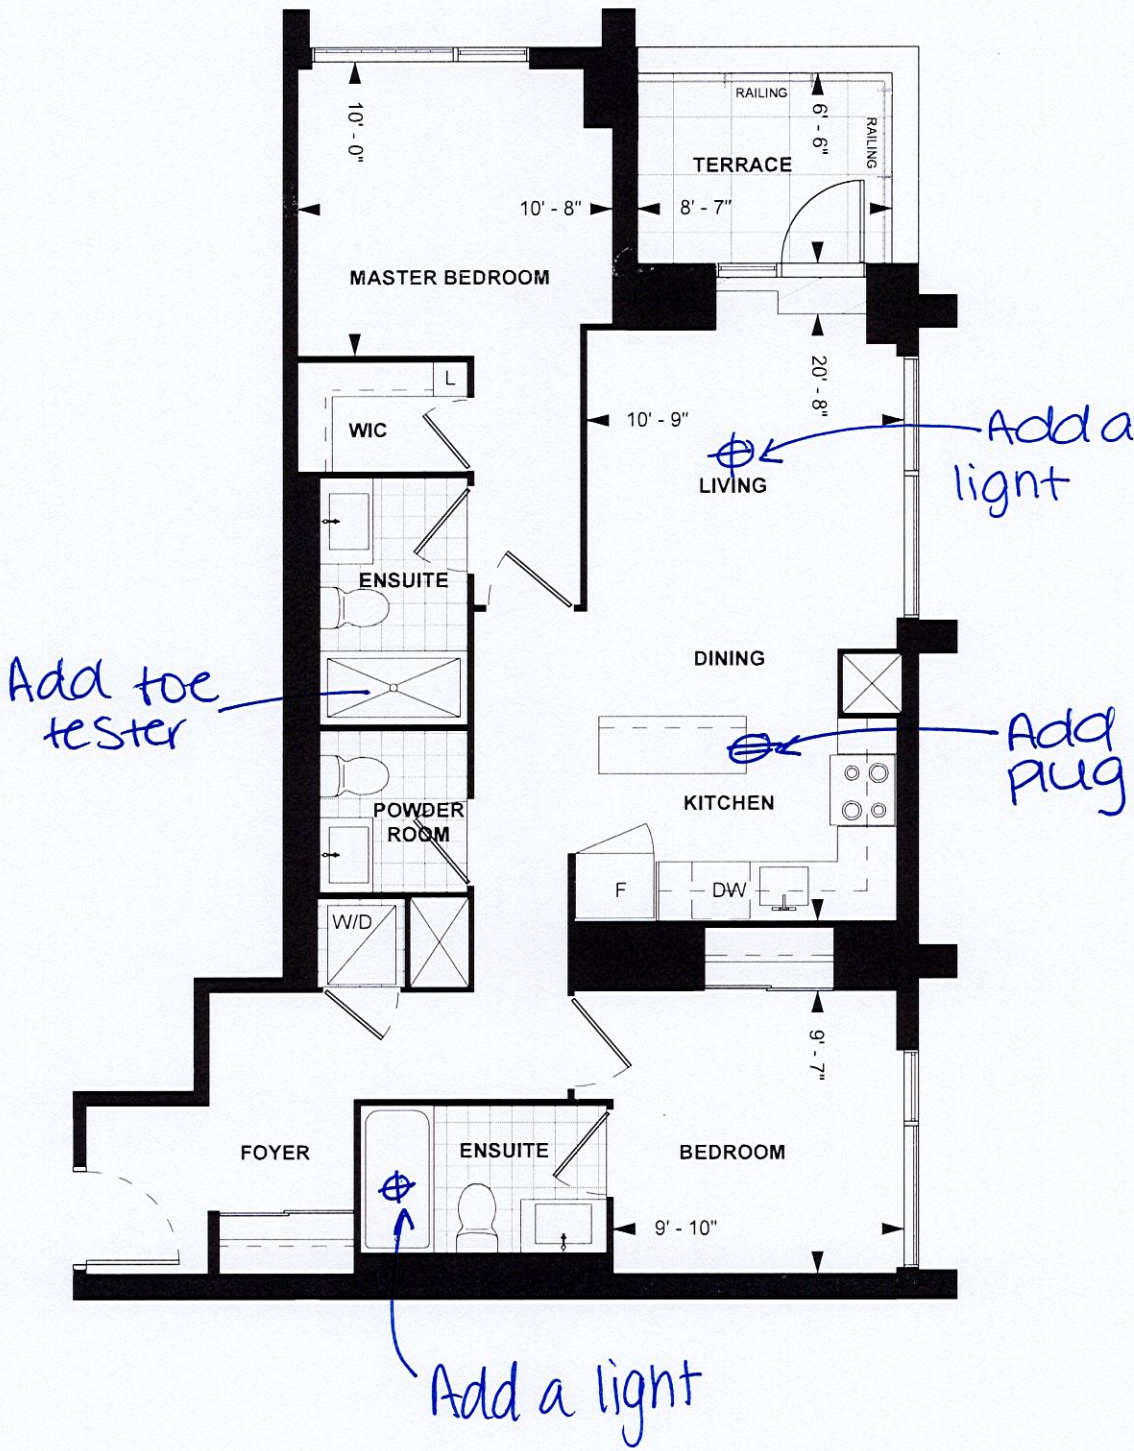 RAILING
6' - 6"
RAILING
10' - 0"
TERRACE
10' - 8"
8' - 7"
MASTER BEDROOM
20' - 8"
L
WIC
10' - 9"
Add a
light
LIVING
ENSUITE
DINING
Add toe
tester
Add
plug
KITCHEN
POWDER
ROOM
F
DW
W/D
9' - 7"
FOYER
ENSUITE
BEDROOM
9' - 10"
Add a light